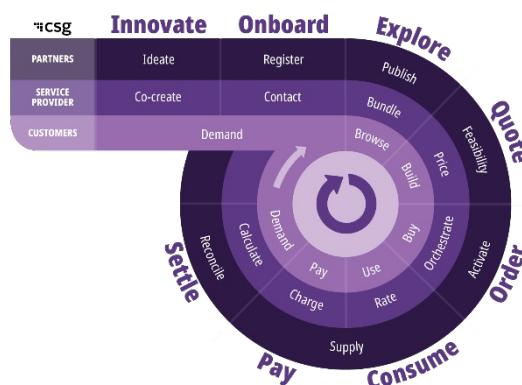 csg
Innovate
Onboard
Explore
Quote
Order
Consume
Pay
Settle
PARTNERS
Ideate
Register
Publish
Feasibility
Activate
Supply
Reconcile
SERVICE
PROVIDER
Co-create
Contact
Bundle
Price
Orchestrate
Rate
Charge
Calculate
CUSTOMERS
Demand
Browse
Build
Buy
Use
Pay
Demand